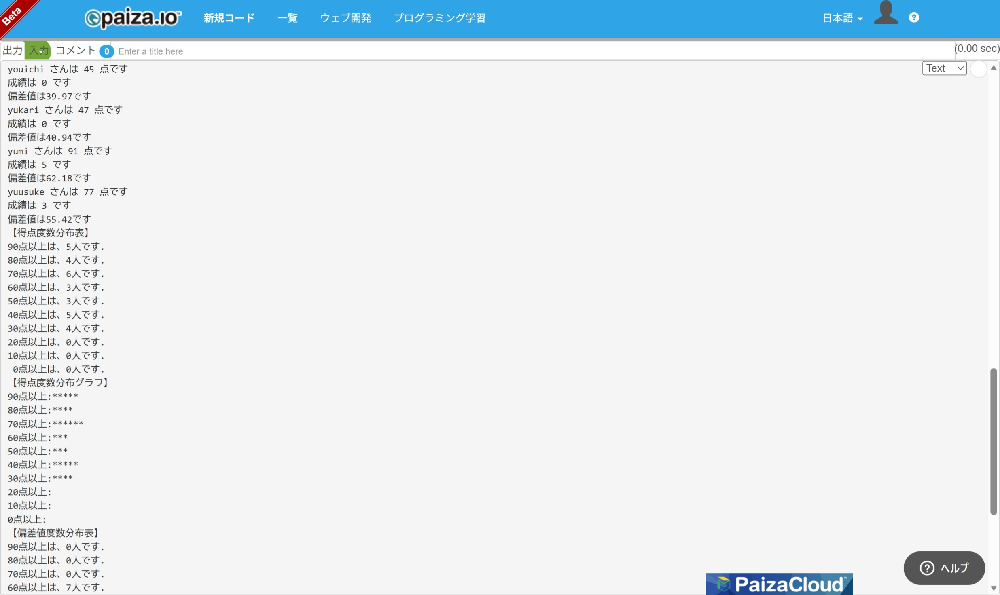 Beta
paiza.IO™
新規コード 一覧 ウェブ開発 プログラミング学習 日本語 ?
出力 入力 コメント 0 Enter a title here (0.00 sec)
Text
youichi さんは 45 点です
成績は 0 です
偏差値は39.97です
yukari さんは 47 点です
成績は 0 です
偏差値は40.94です
yumi さんは 91 点です
成績は 5 です
偏差値は62.18です
yuusuke さんは 77 点です
成績は 3 です
偏差値は55.42です
【得点度数分布表】
90点以上は、5人です.
80点以上は、4人です.
70点以上は、6人です.
60点以上は、3人です.
50点以上は、3人です.
40点以上は、5人です.
30点以上は、4人です.
20点以上は、0人です.
10点以上は、0人です.
 0点以上は、0人です.
【得点度数分布グラフ】
90点以上:*****
80点以上:****
70点以上:******
60点以上:***
50点以上:***
40点以上:*****
30点以上:****
20点以上:
10点以上:
0点以上:
【偏差値度数分布表】
90点以上は、0人です.
80点以上は、0人です.
70点以上は、0人です.
60点以上は、7人です.
? ヘルプ
PaizaCloud™